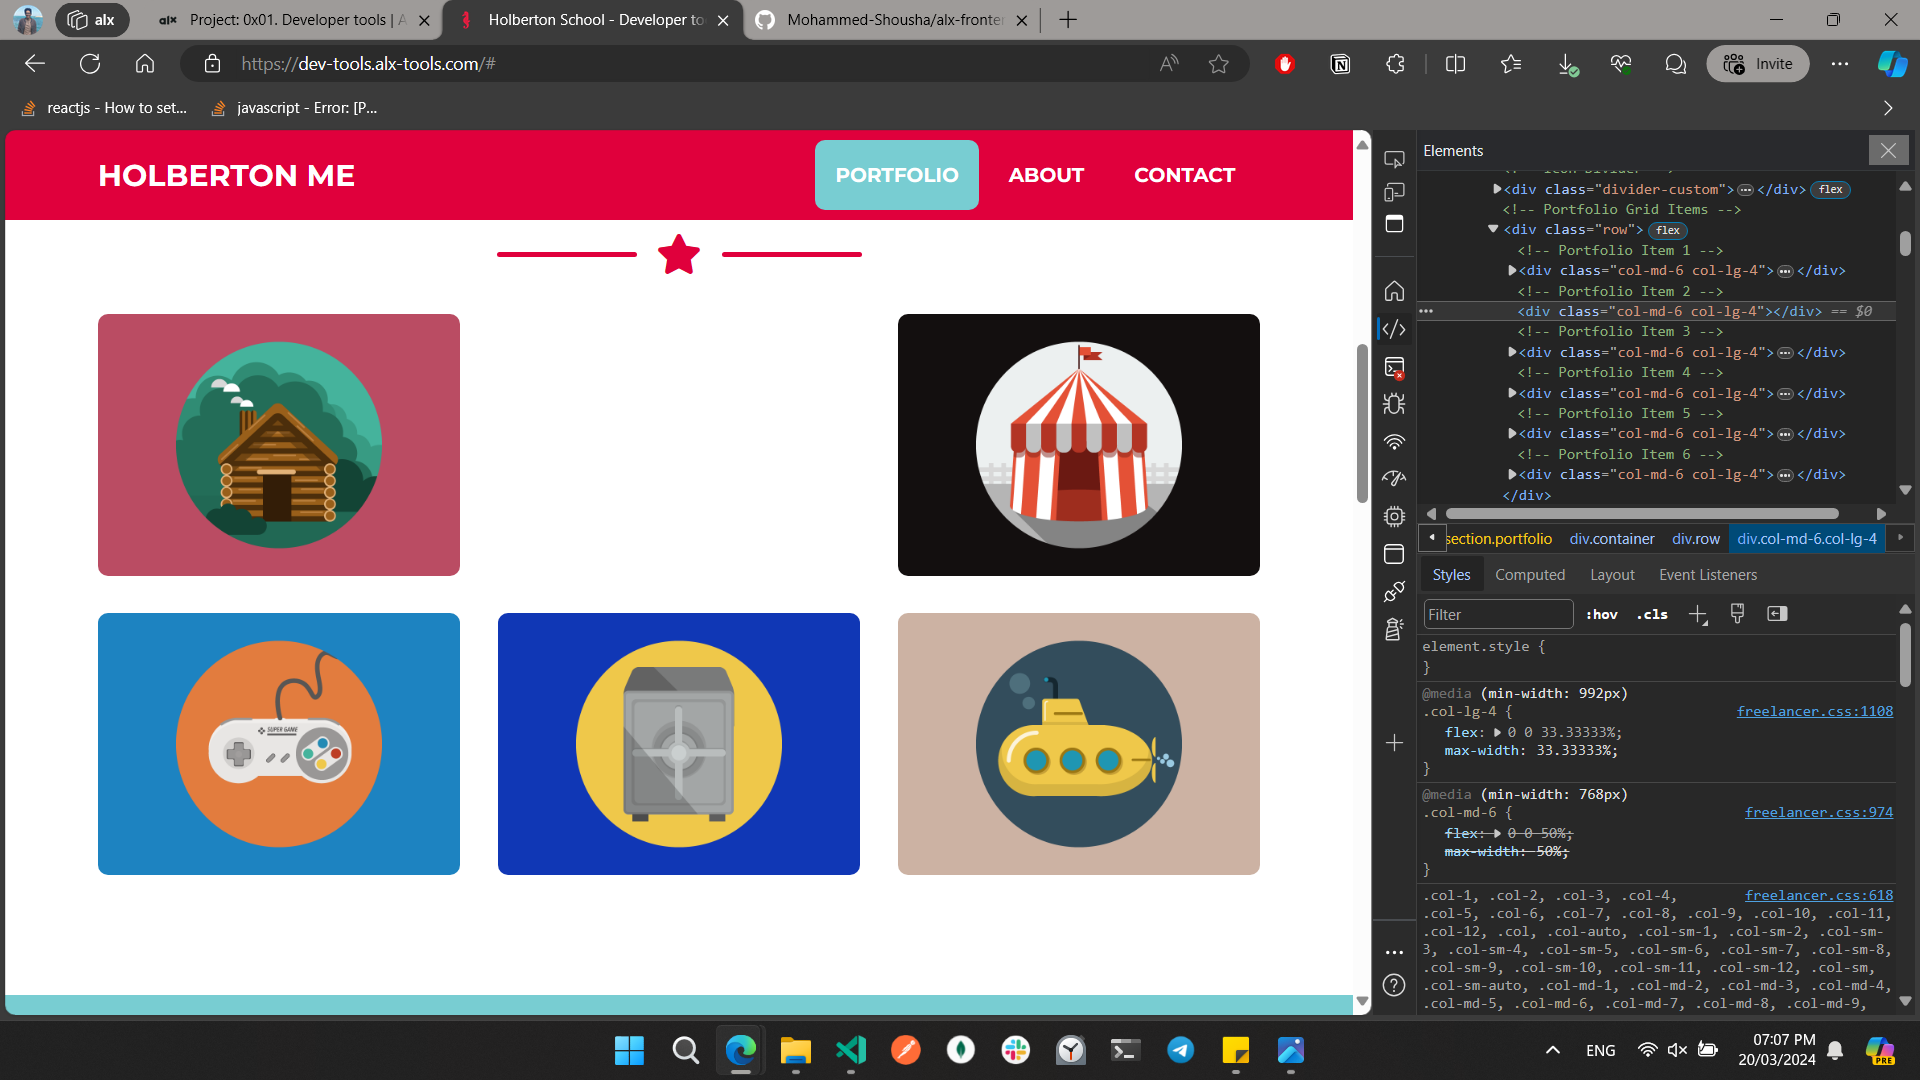 alx
alx Project: 0x01. Developer tools | A
Holberton School - Developer to
Mohammed-Shousha/alx-fronte
https://dev-tools.alx-tools.com/#
Invite
reactjs - How to set...
javascript - Error: [P...
HOLBERTON ME
PORTFOLIO
ABOUT
CONTACT
SUPER GAME
Elements
<div class="divider-custom"> ••• </div> flex
<!-- Portfolio Grid Items -->
<div class="row"> flex
<!-- Portfolio Item 1 -->
<div class="col-md-6 col-lg-4"> ••• </div>
<!-- Portfolio Item 2 -->
<div class="col-md-6 col-lg-4"></div> == $0
<!-- Portfolio Item 3 -->
<div class="col-md-6 col-lg-4"> ••• </div>
<!-- Portfolio Item 4 -->
<div class="col-md-6 col-lg-4"> ••• </div>
<!-- Portfolio Item 5 -->
<div class="col-md-6 col-lg-4"> ••• </div>
<!-- Portfolio Item 6 -->
<div class="col-md-6 col-lg-4"> ••• </div>
</div>
section.portfolio div.container div.row div.col-md-6.col-lg-4
Styles Computed Layout Event Listeners
Filter :hov .cls
element.style {
}
@media (min-width: 992px)
.col-lg-4 { freelancer.css:1108
flex: 0 0 33.33333%;
max-width: 33.33333%;
}
@media (min-width: 768px)
.col-md-6 { freelancer.css:974
flex: 0 0 50%;
max-width: 50%;
}
.col-1, .col-2, .col-3, .col-4, freelancer.css:618
.col-5, .col-6, .col-7, .col-8, .col-9, .col-10, .col-11,
.col-12, .col, .col-auto, .col-sm-1, .col-sm-2, .col-sm-
3, .col-sm-4, .col-sm-5, .col-sm-6, .col-sm-7, .col-sm-8,
.col-sm-9, .col-sm-10, .col-sm-11, .col-sm-12, .col-sm,
.col-sm-auto, .col-md-1, .col-md-2, .col-md-3, .col-md-4,
.col-md-5, .col-md-6, .col-md-7, .col-md-8, .col-md-9,
ENG
07:07 PM
20/03/2024
PRE